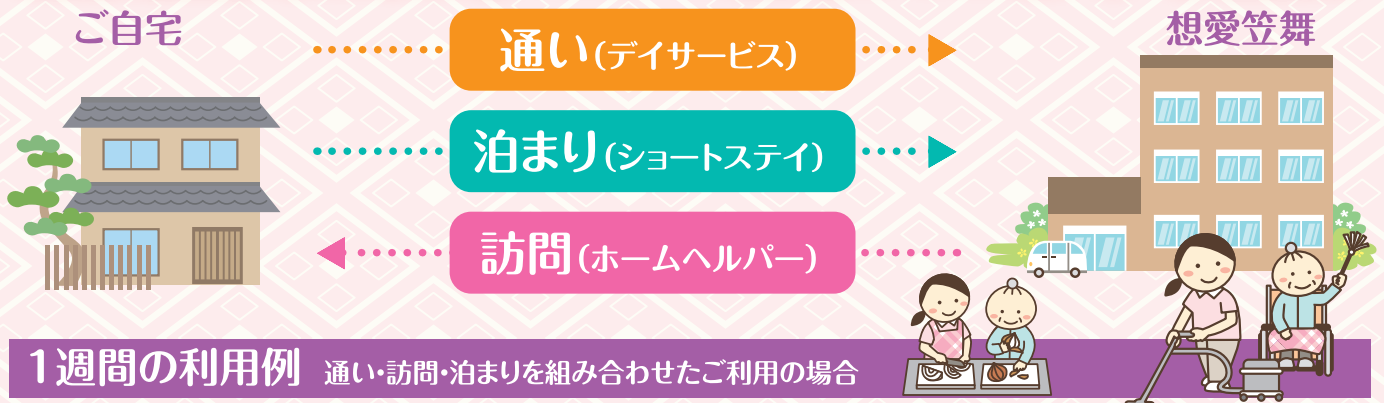 ご自宅
想愛笠舞
通い(デイサービス)
泊まり(ショートステイ)
訪問(ホームヘルパー)
1週間の利用例 通い・訪問・泊まりを組み合わせたご利用の場合